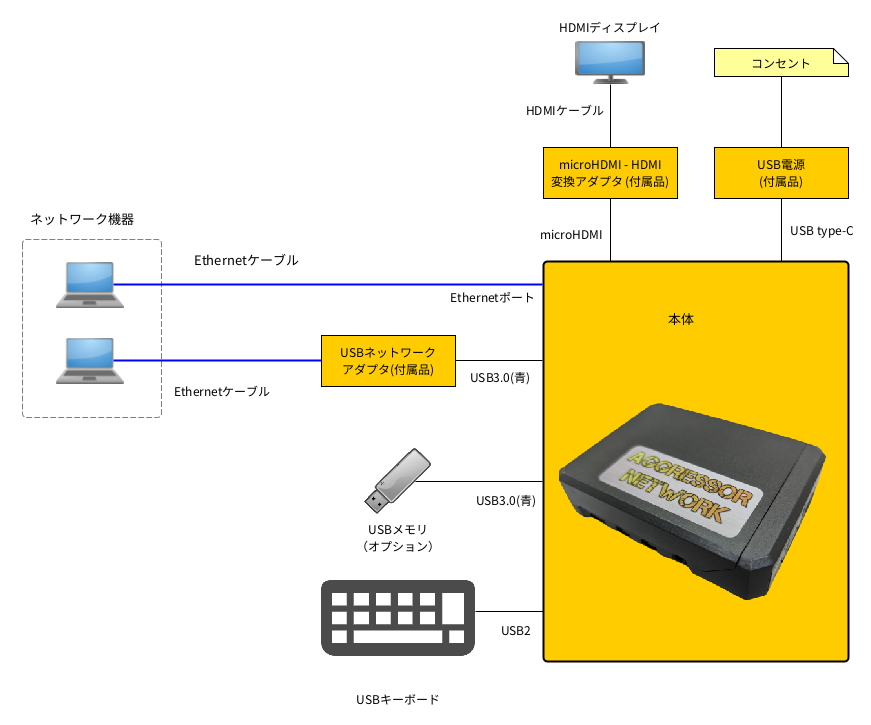 HDMIディスプレイ
コンセント
HDMIケーブル
microHDMI - HDMI
変換アダプタ (付属品)
USB電源
(付属品)
ネットワーク機器
microHDMI
USB type-C
Ethernetケーブル
Ethernetポート
本体
USBネットワーク
アダプタ(付属品)
USB3.0(青)
Ethernetケーブル
AGGRESSOR
NETWORK
USB3.0(青)
USBメモリ
（オプション）
USB2
USBキーボード